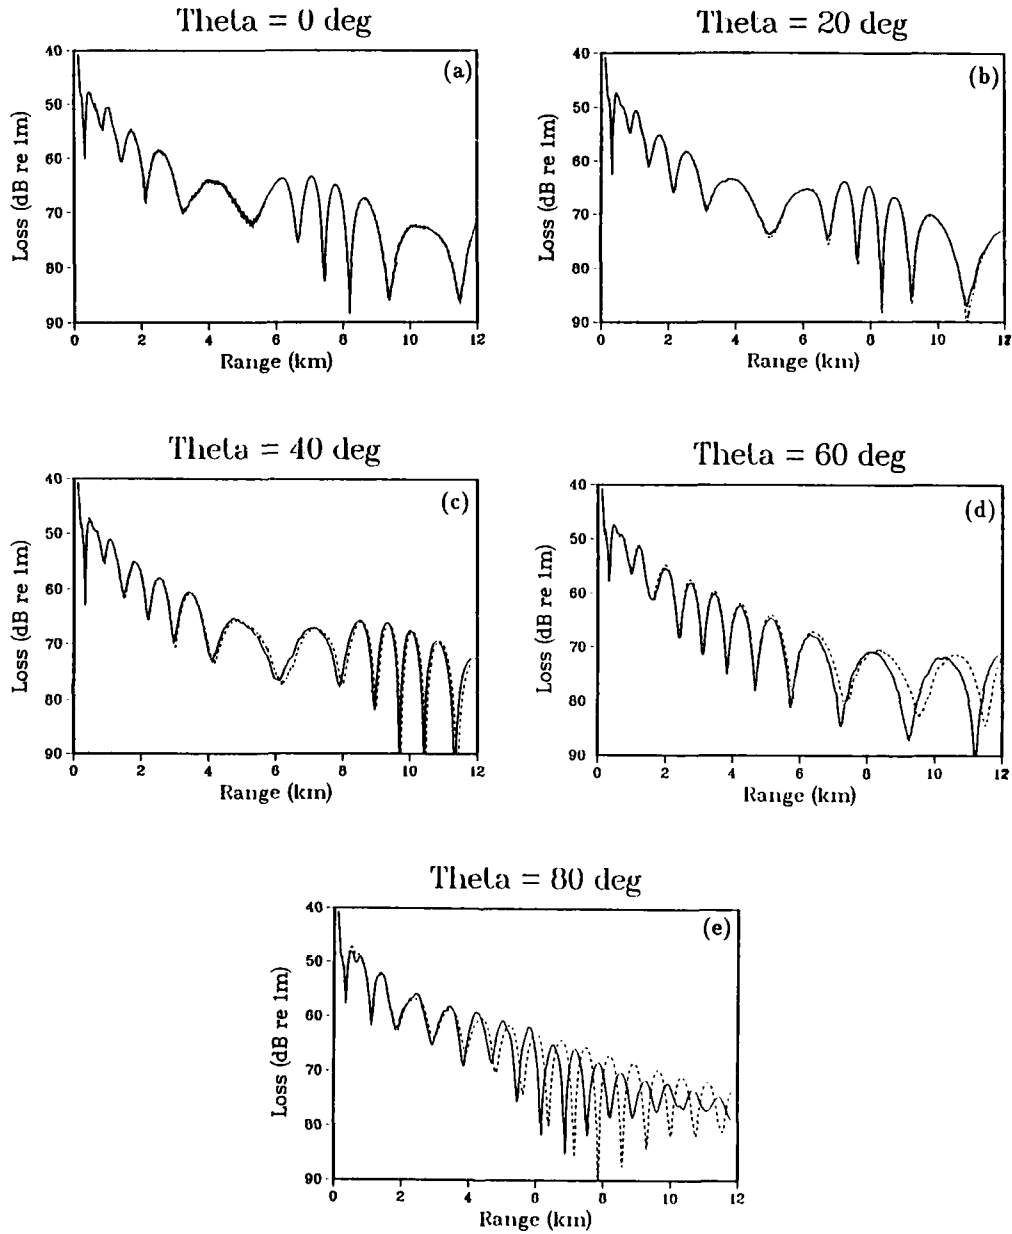 Theta = 0 deg
(a)
Loss (dB re 1m)
40
50
60
70
80
90
0 2 4 6 8 10 12
Range (km)
Theta = 20 deg
(b)
Loss (dB re 1m)
40
50
60
70
80
90
0 2 4 6 8 10 12
Range (km)
Theta = 40 deg
(c)
Loss (dB re 1m)
40
50
60
70
80
90
0 2 4 6 8 10 12
Range (km)
Theta = 60 deg
(d)
Loss (dB re 1m)
40
50
60
70
80
90
0 2 4 6 8 10 12
Range (km)
Theta = 80 deg
(e)
Loss (dB re 1m)
40
50
60
70
80
90
0 2 4 6 8 10 12
Range (km)